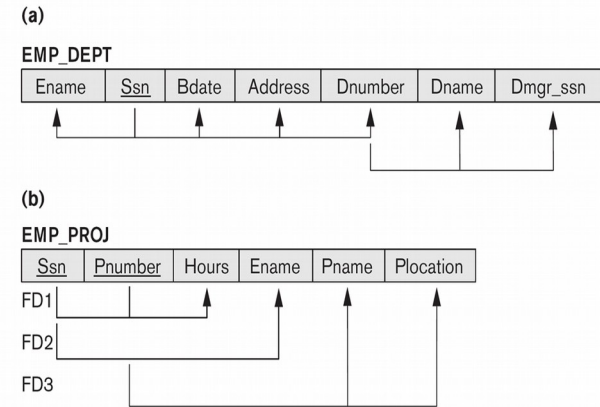 (a)
EMP_DEPT
Ename Ssn Bdate Address Dnumber Dname Dmgr_ssn
(b)
EMP_PROJ
Ssn Pnumber Hours Ename Pname Plocation
FD1
FD2
FD3